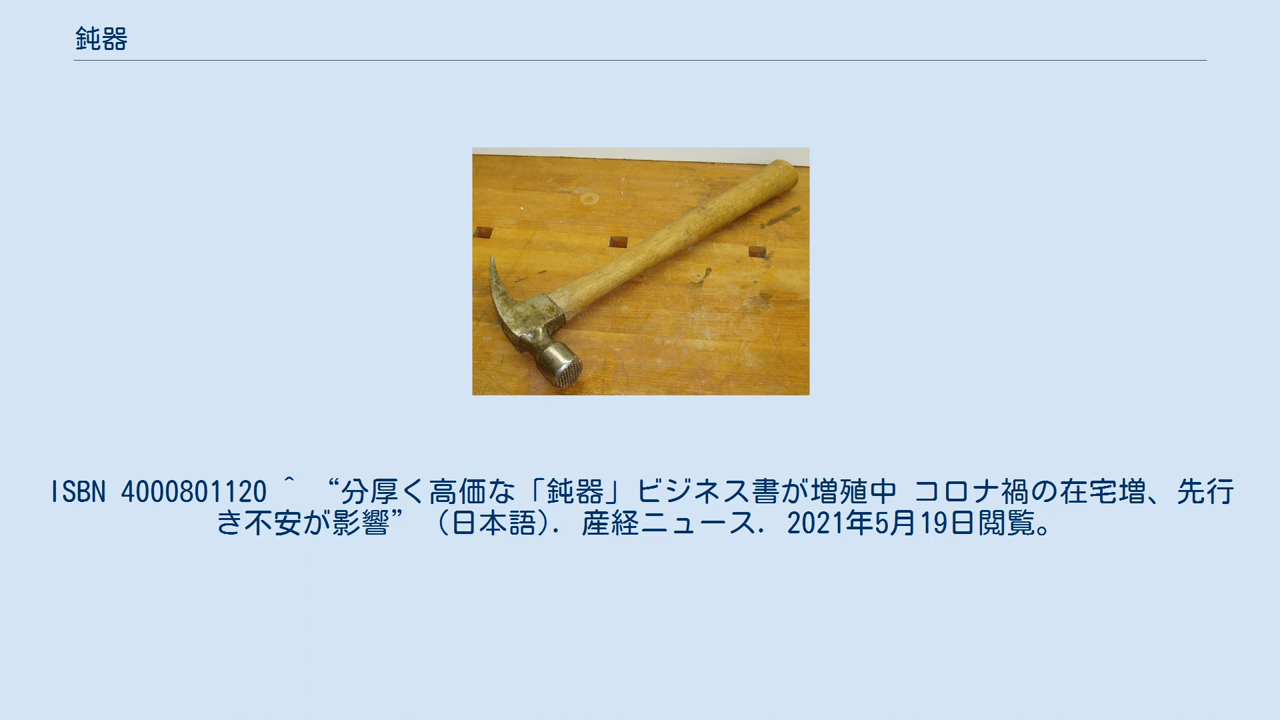 鈍器
ISBN 4000801120 ^ “分厚く高価な「鈍器」ビジネス書が増殖中 コロナ禍の在宅増、先行
き不安が影響” (日本語). 産経ニュース. 2021年5月19日閲覧。